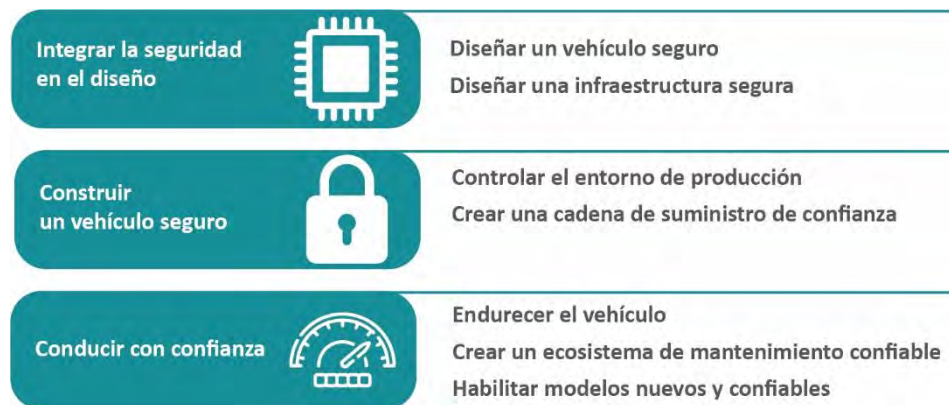 Integrar la seguridad
en el diseño
Diseñar un vehículo seguro
Diseñar una infraestructura segura
Construir
un vehículo seguro
Controlar el entorno de producción
Crear una cadena de suministro de confianza
Conducir con confianza
Endurecer el vehículo
Crear un ecosistema de mantenimiento confiable
Habilitar modelos nuevos y confiables